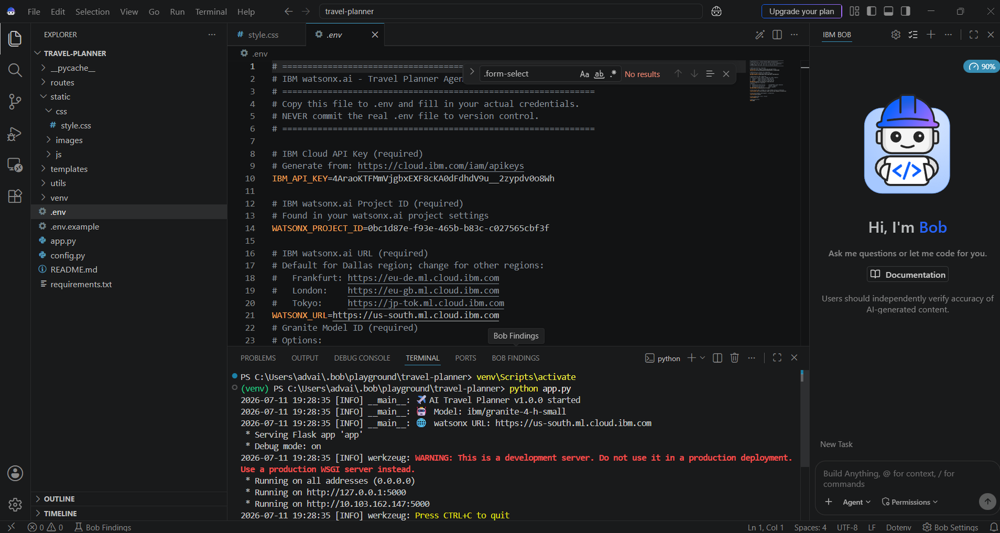 File Edit Selection View Go Run Terminal Help
travel-planner
Upgrade your plan
EXPLORER
TRAVEL-PLANNER
__pycache__
routes
static
css
# style.css
images
js
templates
utils
venv
.env
.env.example
app.py
config.py
README.md
requirements.txt
OUTLINE
TIMELINE
# style.css
.env
.env
.form-select
Aa ab .*
No results
1 # ==============================
2 # IBM watsonx.ai - Travel Planner Agen
3 # ==============================================================
4 # Copy this file to .env and fill in your actual credentials.
5 # NEVER commit the real .env file to version control.
6 # ==============================================================
7
8 # IBM Cloud API Key (required)
9 # Generate from: https://cloud.ibm.com/iam/apikeys
10 IBM_API_KEY=4AraoKTFMmVjgbxEXF8cKA0dFdhdV9u__2zypdv0o8Wh
11
12 # IBM watsonx.ai Project ID (required)
13 # Found in your watsonx.ai project settings
14 WATSONX_PROJECT_ID=0bc1d87e-f93e-465b-b83c-c027565cbf3f
15
16 # IBM watsonx.ai URL (required)
17 # Default for Dallas region; change for other regions:
18 #   Frankfurt: https://eu-de.ml.cloud.ibm.com
19 #   London:    https://eu-gb.ml.cloud.ibm.com
20 #   Tokyo:     https://jp-tok.ml.cloud.ibm.com
21 WATSONX_URL=https://us-south.ml.cloud.ibm.com
22 # Granite Model ID (required)
23 # Options:
Bob Findings
PROBLEMS OUTPUT DEBUG CONSOLE TERMINAL PORTS BOB FINDINGS
python
PS C:\Users\advai\.bob\playground\travel-planner> venv\Scripts\activate
(venv) PS C:\Users\advai\.bob\playground\travel-planner> python app.py
2026-07-11 19:28:35 [INFO] __main__: ✈️ AI Travel Planner v1.0.0 started
2026-07-11 19:28:35 [INFO] __main__: 🤖 Model: ibm/granite-4-h-small
2026-07-11 19:28:35 [INFO] __main__: 🌐 watsonx URL: https://us-south.ml.cloud.ibm.com
* Serving Flask app 'app'
* Debug mode: on
2026-07-11 19:28:35 [INFO] werkzeug: WARNING: This is a development server. Do not use it in a production deployment.
Use a production WSGI server instead.
* Running on all addresses (0.0.0.0)
* Running on http://127.0.0.1:5000
* Running on http://10.103.162.147:5000
2026-07-11 19:28:35 [INFO] werkzeug: Press CTRL+C to quit
IBM BOB
90%
</>
Hi, I'm Bob
Ask me questions or let me code for you.
Documentation
Users should independently verify accuracy of
AI-generated content.
New Task
Build Anything, @ for context, / for
commands
Agent
Permissions
0 0 Bob Findings
Ln 1, Col 1 Spaces: 4 UTF-8 LF Dotenv Bob Settings